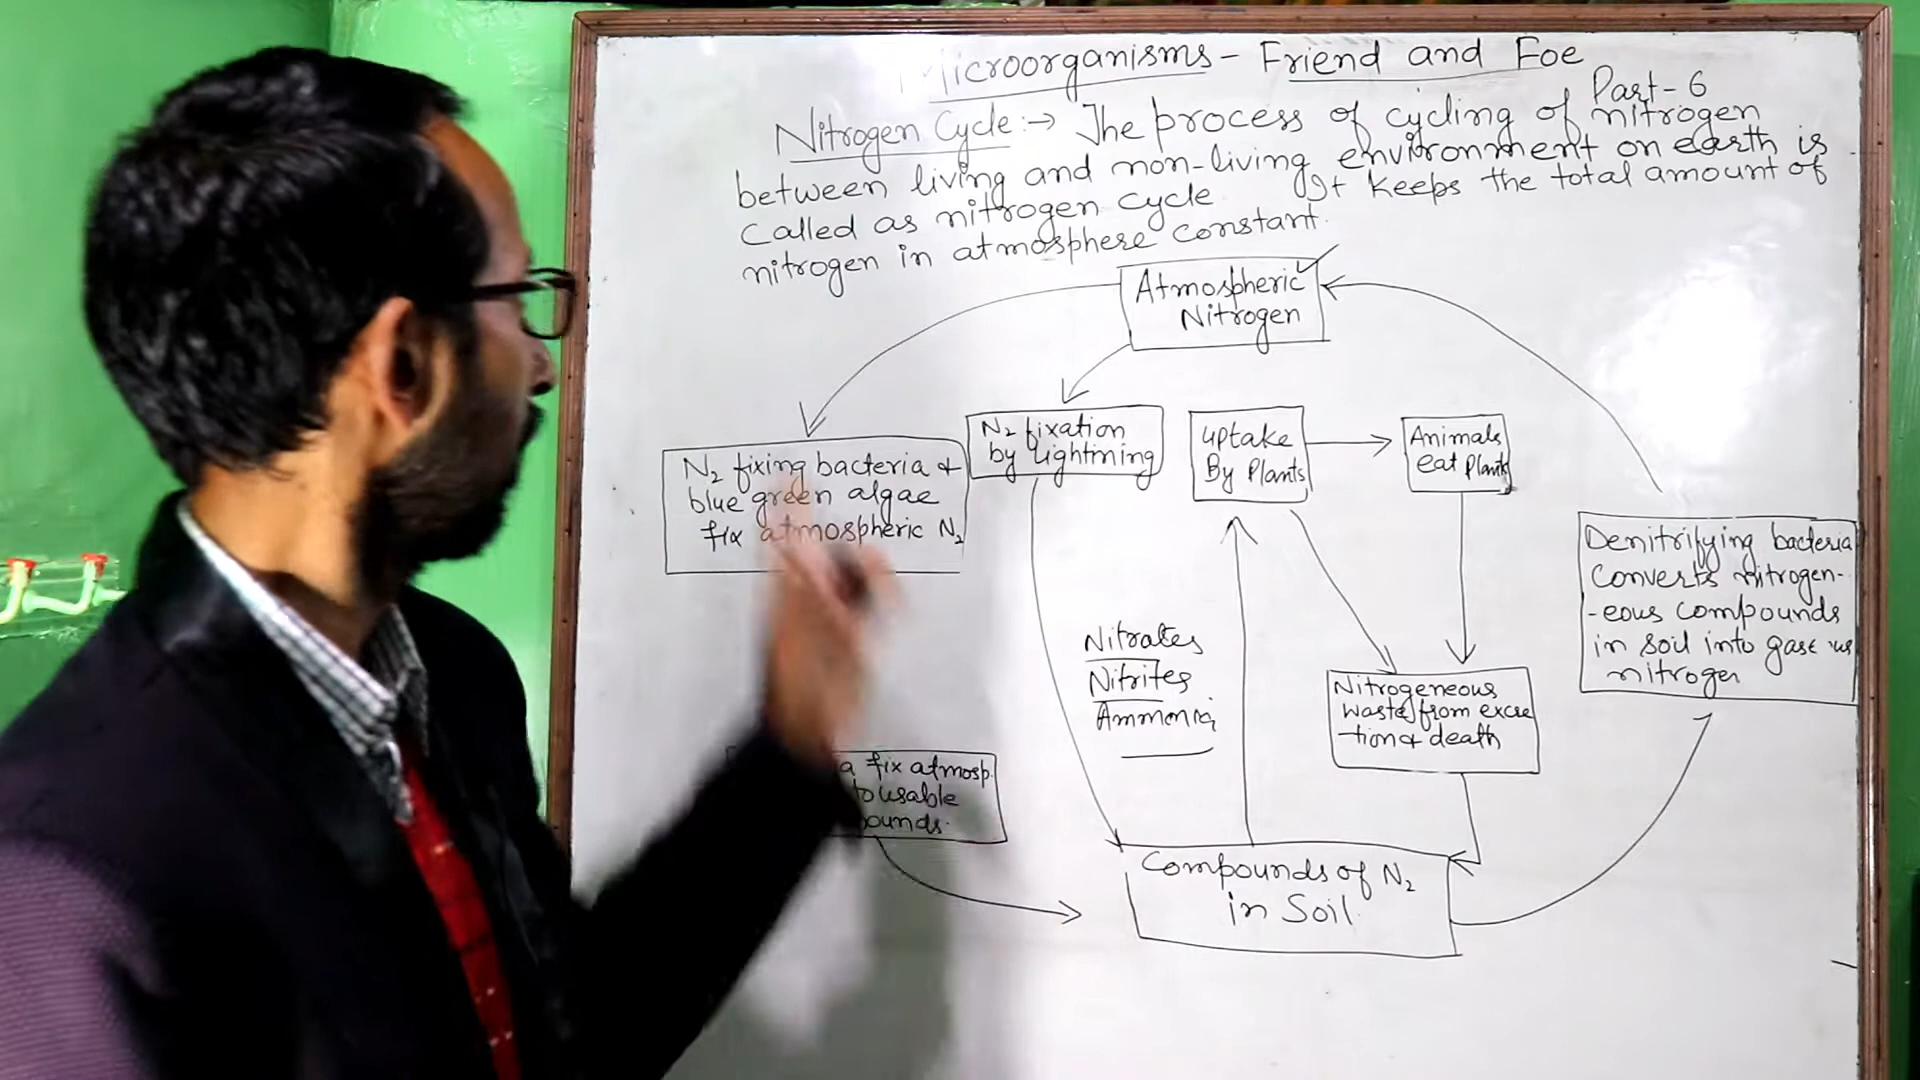 Microorganisms - Friend and Foe
Part-6
Nitrogen Cycle :→ The process of cycling of nitrogen
between living and non-living environment on earth is
called as nitrogen cycle It keeps the total amount of
nitrogen in atmosphere constant.
Atmospheric
Nitrogen
N2 fixing bacteria &
blue green algae
fix atmospheric N2
N2 fixation
by lightning
uptake
By Plants
Animals
eat plants
Denitrifying bacteria
converts nitrogen-
-eous compounds
in soil into gaseous
nitrogen
Nitrates
Nitrites
Ammonia
Nitrogeneous
waste from excre
-tion & death
fix atmosp.
to usable
Compounds of N2
in Soil